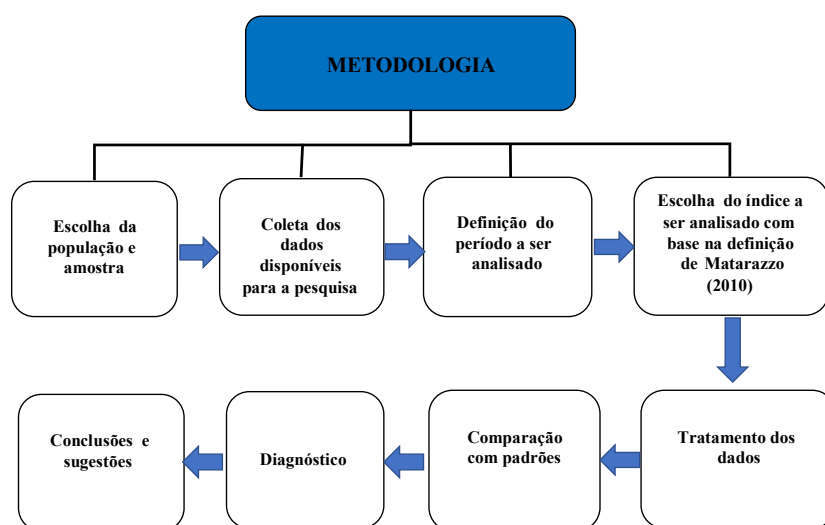 METODOLOGIA
Escolha da
população e
amostra
Coleta dos
dados
disponíveis
para a pesquisa
Definição do
período a ser
analisado
Escolha do índice a
ser analisado com
base na definição
de Matarazzo
(2010)
Tratamento dos
dados
Comparação
com padrões
Diagnóstico
Conclusões e
sugestões